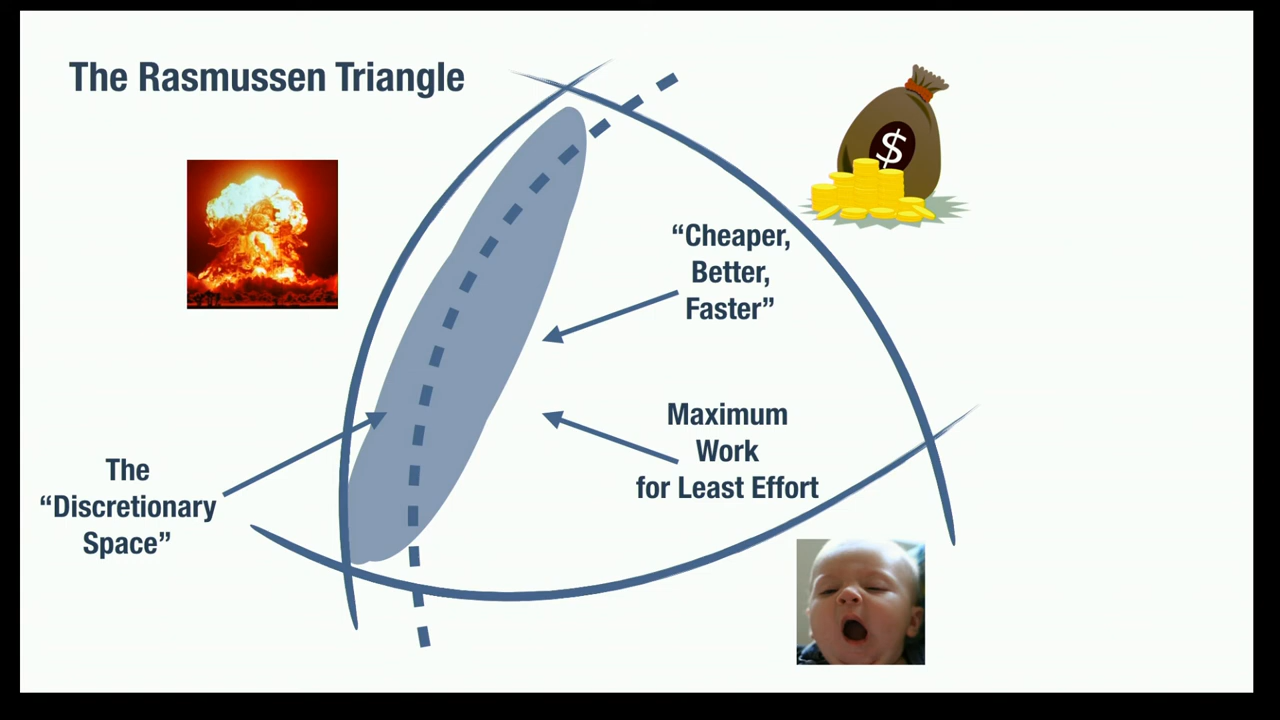 The Rasmussen Triangle
$
“Cheaper,
Better,
Faster”
Maximum
Work
for Least Effort
The
“Discretionary
Space”